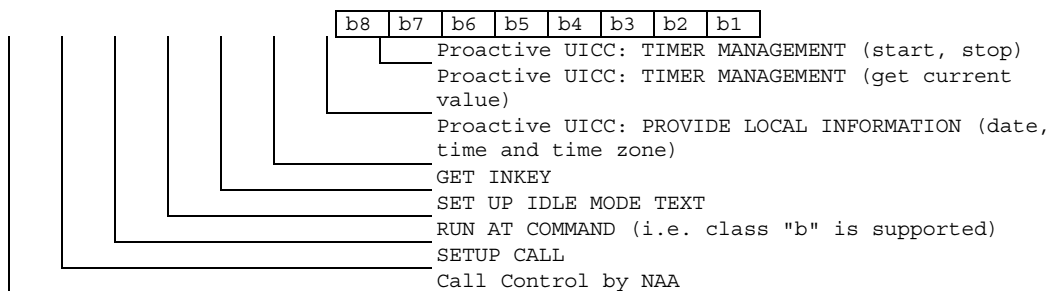 b8 b7 b6 b5 b4 b3 b2 b1
Proactive UICC: TIMER MANAGEMENT (start, stop)
Proactive UICC: TIMER MANAGEMENT (get current
value)
Proactive UICC: PROVIDE LOCAL INFORMATION (date,
time and time zone)
GET INKEY
SET UP IDLE MODE TEXT
RUN AT COMMAND (i.e. class "b" is supported)
SETUP CALL
Call Control by NAA